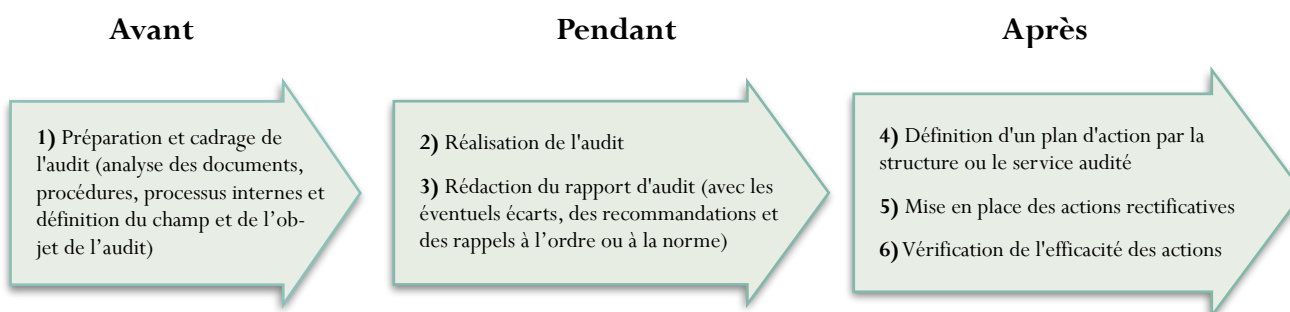 Avant
Pendant
Après
1) Préparation et cadrage de
l'audit (analyse des documents,
procédures, processus internes et
définition du champ et de l’ob-
jet de l’audit)
2) Réalisation de l'audit
3) Rédaction du rapport d'audit (avec les
éventuels écarts, des recommandations et
des rappels à l’ordre ou à la norme)
4) Définition d'un plan d'action par la
structure ou le service audité
5) Mise en place des actions rectificatives
6) Vérification de l'efficacité des actions